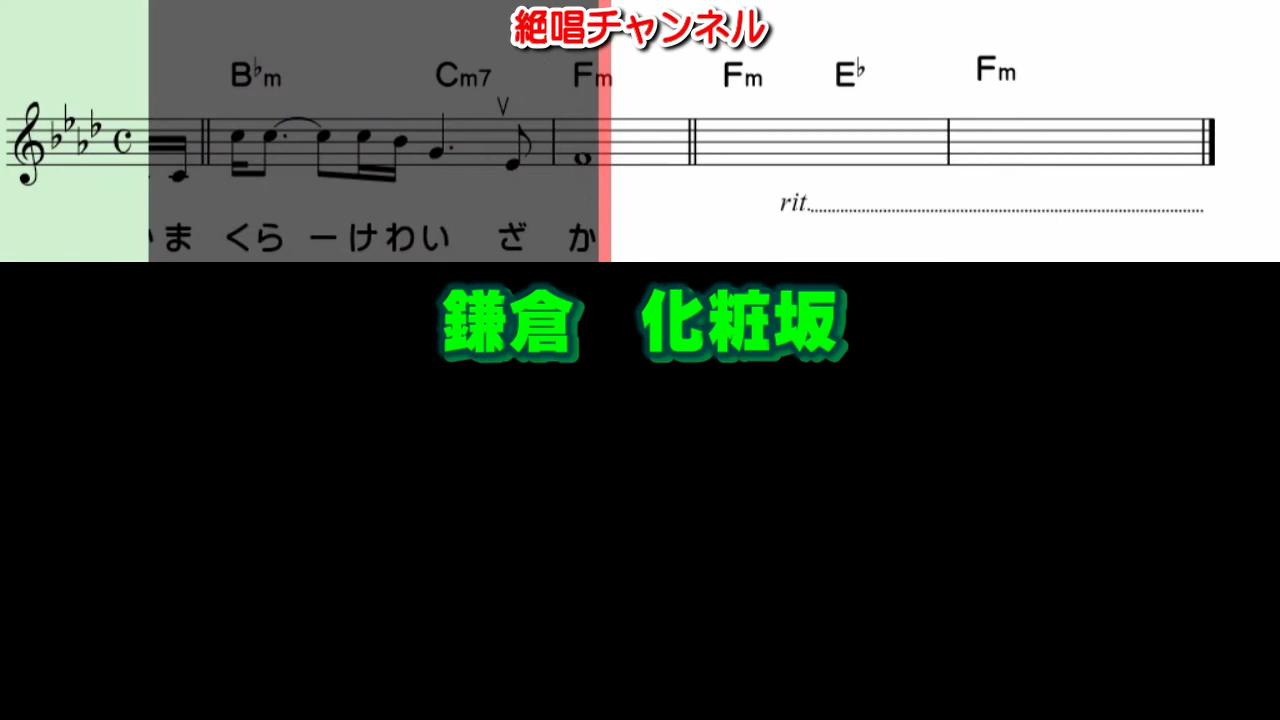 絶唱チャンネル
B♭m Cm7 Fm Fm E♭ Fm
rit.
ま くら ー けわい ざ か
鎌倉 化粧坂